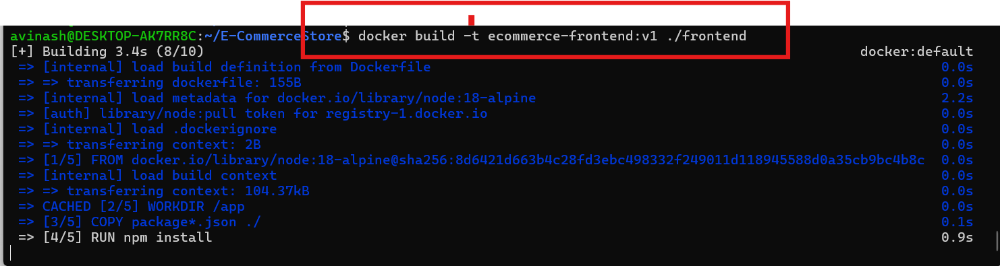 avinash@DESKTOP-AK7RR8C:~/E-CommerceStore$ docker build -t ecommerce-frontend:v1 ./frontend
[+] Building 3.4s (8/10) docker:default
=> [internal] load build definition from Dockerfile 0.0s
=> => transferring dockerfile: 155B 0.0s
=> [internal] load metadata for docker.io/library/node:18-alpine 2.2s
=> [auth] library/node:pull token for registry-1.docker.io 0.0s
=> [internal] load .dockerignore 0.0s
=> => transferring context: 2B 0.0s
=> [1/5] FROM docker.io/library/node:18-alpine@sha256:8d6421d663b4c28fd3ebc498332f249011d118945588d0a35cb9bc4b8c 0.0s
=> [internal] load build context 0.0s
=> => transferring context: 104.37kB 0.0s
=> CACHED [2/5] WORKDIR /app 0.0s
=> [3/5] COPY package*.json ./ 0.1s
=> [4/5] RUN npm install 0.9s